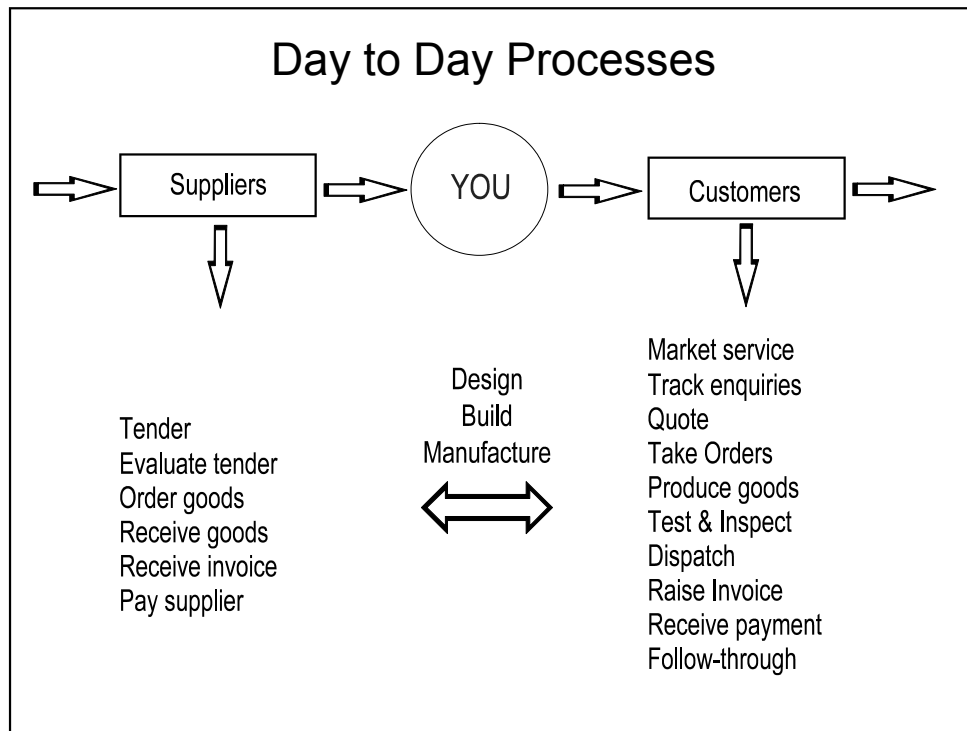 Day to Day Processes
Suppliers
YOU
Customers
Tender
Evaluate tender
Order goods
Receive goods
Receive invoice
Pay supplier
Design
Build
Manufacture
Market service
Track enquiries
Quote
Take Orders
Produce goods
Test & Inspect
Dispatch
Raise Invoice
Receive payment
Follow-through